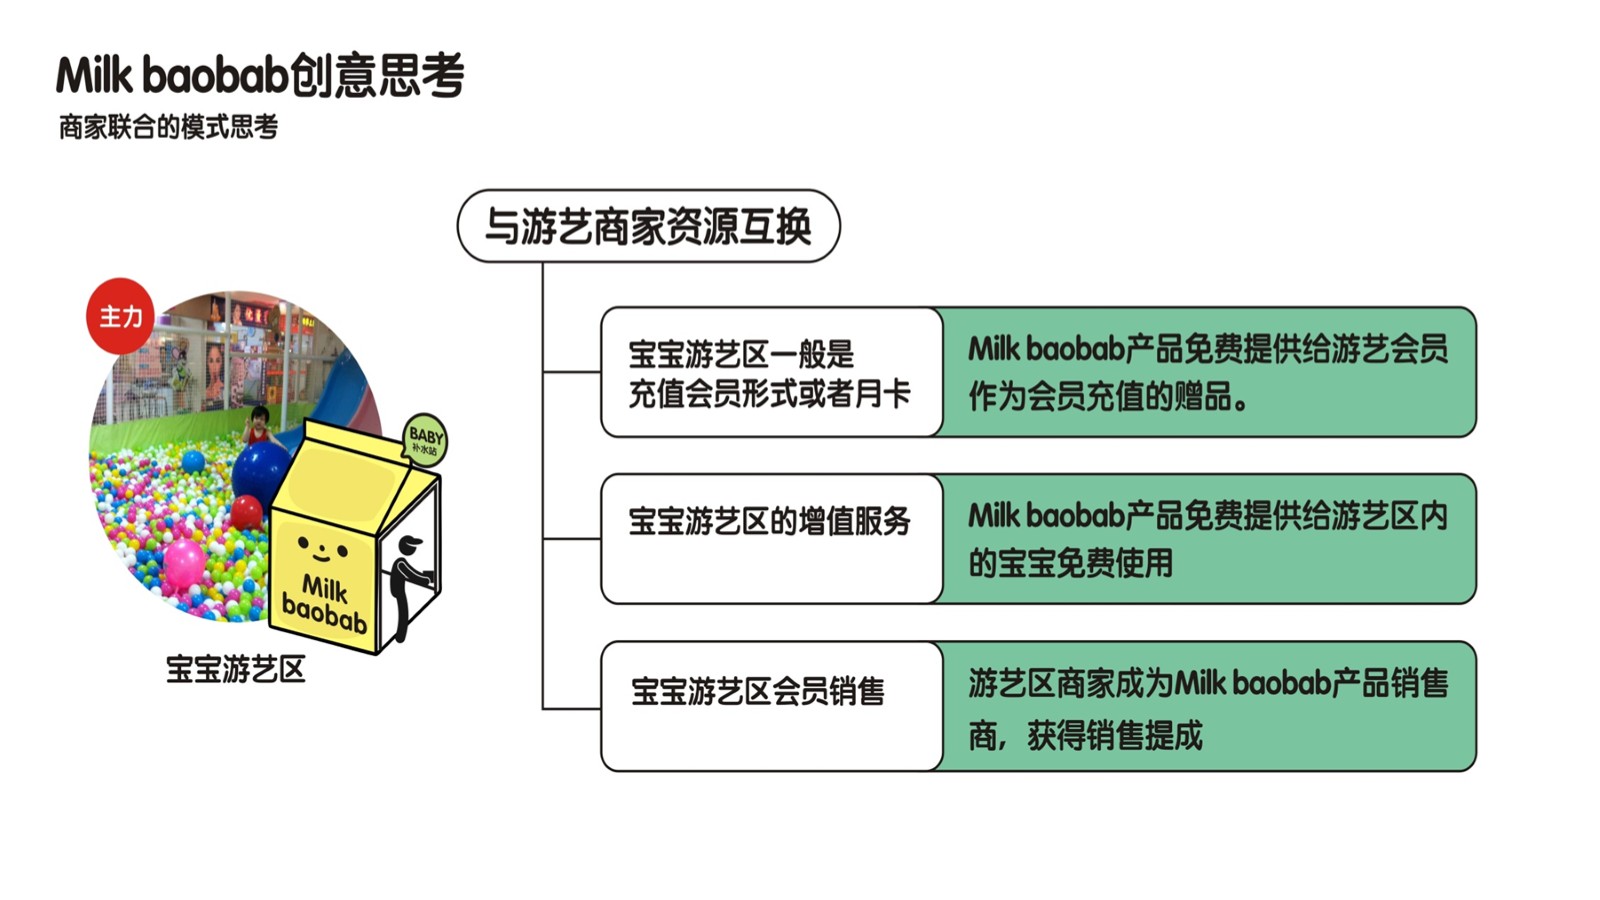 Milk baobab创意思考
商家联合的模式思考
与游艺商家资源互换
主力
BABY
补水站
Milk
baobab
宝宝游艺区
宝宝游艺区一般是
充值会员形式或者月卡
Milk baobab产品免费提供给游艺会员
作为会员充值的赠品。
宝宝游艺区的增值服务
Milk baobab产品免费提供给游艺区内
的宝宝免费使用
宝宝游艺区会员销售
游艺区商家成为Milk baobab产品销售
商，获得销售提成